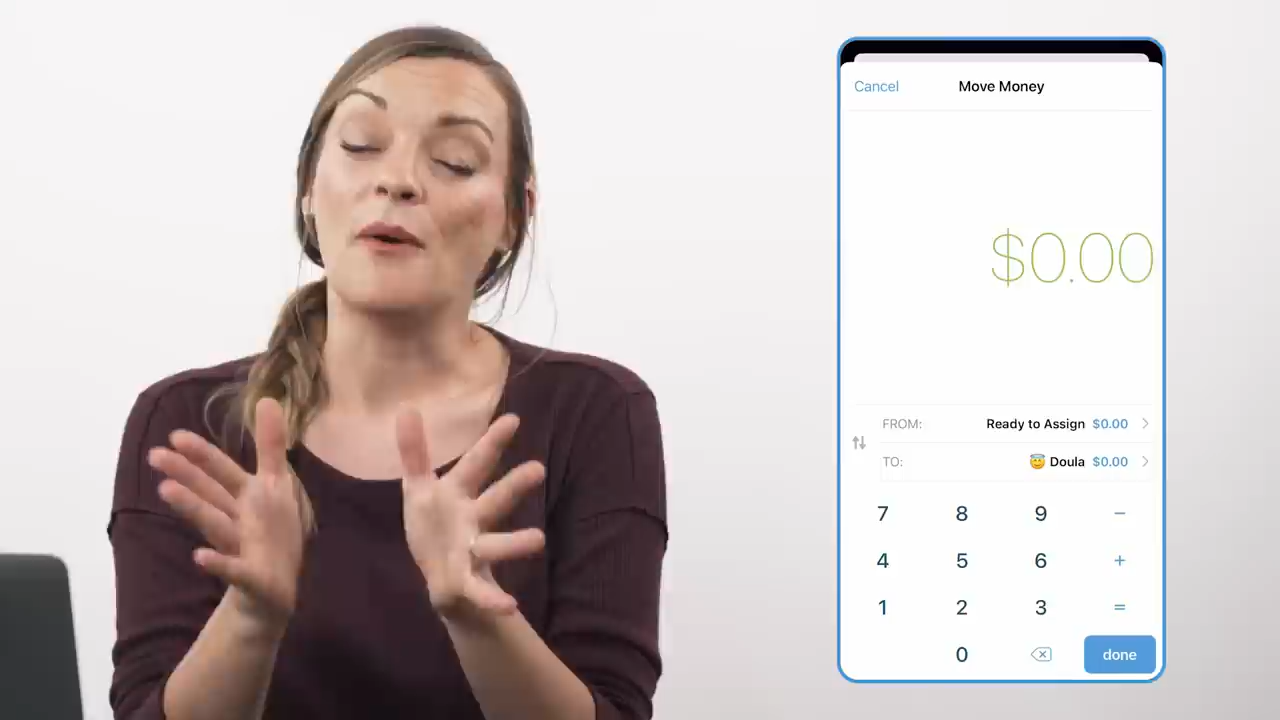 Cancel Move Money
$0.00
FROM: Ready to Assign $0.00
TO: 😇 Doula $0.00
7 8 9 −
4 5 6 +
1 2 3 =
0 done